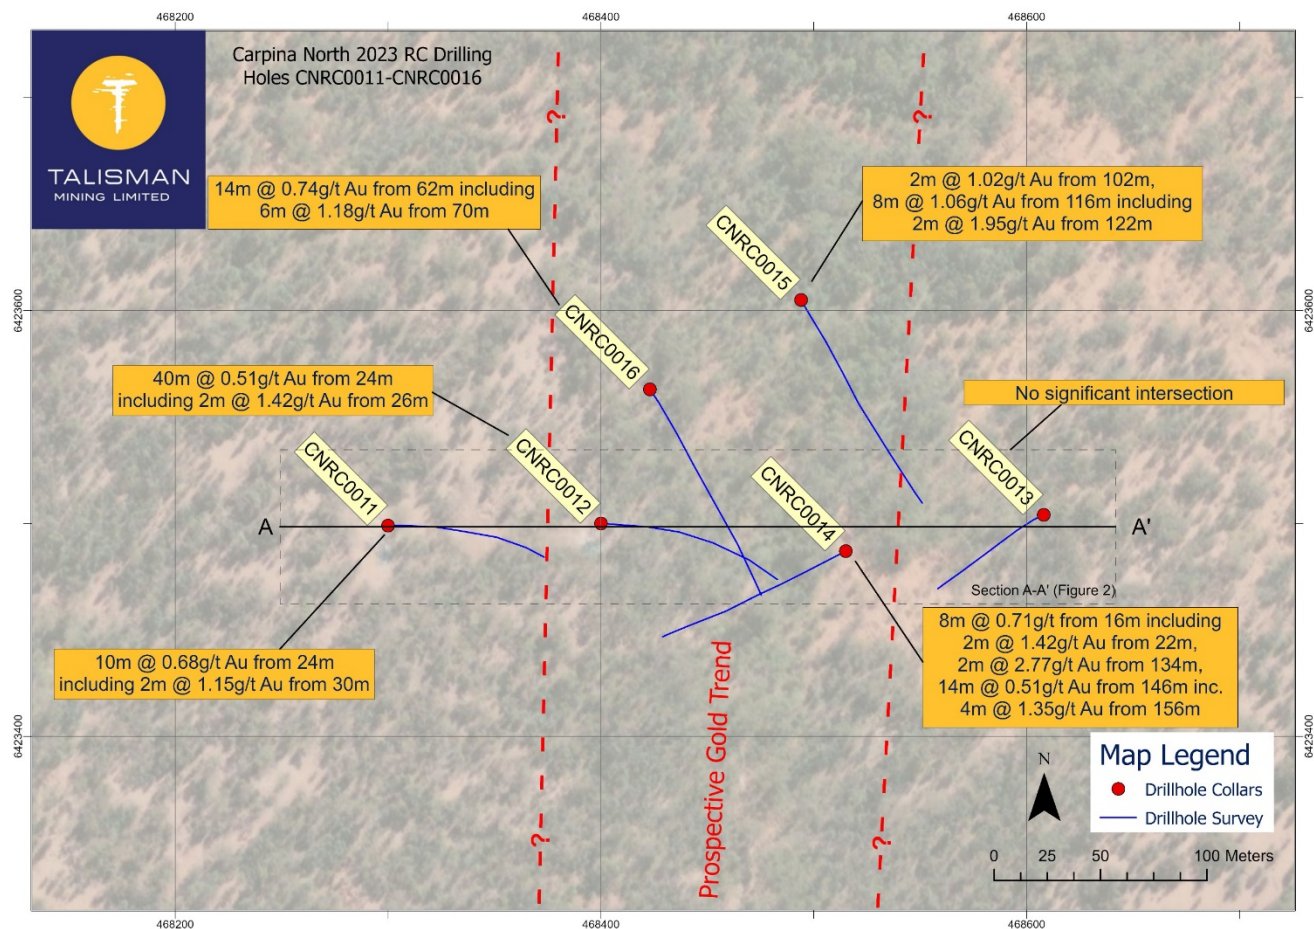 468200
468400
468600
TALISMAN
MINING LIMITED
Carpina North 2023 RC Drilling
Holes CNRC0011-CNRC0016
?
?
14m @ 0.74g/t Au from 62m including
6m @ 1.18g/t Au from 70m
2m @ 1.02g/t Au from 102m,
8m @ 1.06g/t Au from 116m including
2m @ 1.95g/t Au from 122m
CNRC0015
6423600
6423600
CNRC0016
40m @ 0.51g/t Au from 24m
including 2m @ 1.42g/t Au from 26m
No significant intersection
CNRC0011
CNRC0012
CNRC0014
CNRC0013
A
A'
Section A-A' (Figure 2)
8m @ 0.71g/t from 16m including
2m @ 1.42g/t Au from 22m,
2m @ 2.77g/t Au from 134m,
14m @ 0.51g/t Au from 146m inc.
4m @ 1.35g/t Au from 156m
10m @ 0.68g/t Au from 24m
including 2m @ 1.15g/t Au from 30m
Prospective Gold Trend
6423400
6423400
?
?
N
Map Legend
Drillhole Collars
Drillhole Survey
0 25 50 100 Meters
468200
468400
468600